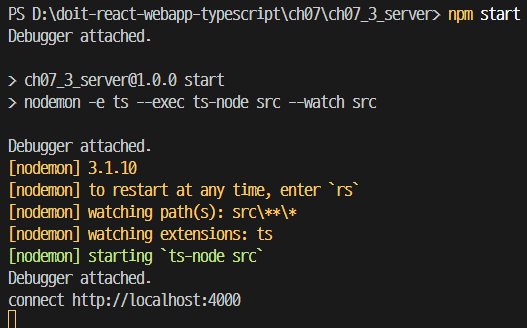 PS D:\doit-react-webapp-typescript\ch07\ch07_3_server> npm start
Debugger attached.

> ch07_3_server@1.0.0 start
> nodemon -e ts --exec ts-node src --watch src

Debugger attached.
[nodemon] 3.1.10
[nodemon] to restart at any time, enter `rs`
[nodemon] watching path(s): src\**\*
[nodemon] watching extensions: ts
[nodemon] starting `ts-node src`
Debugger attached.
connect http://localhost:4000